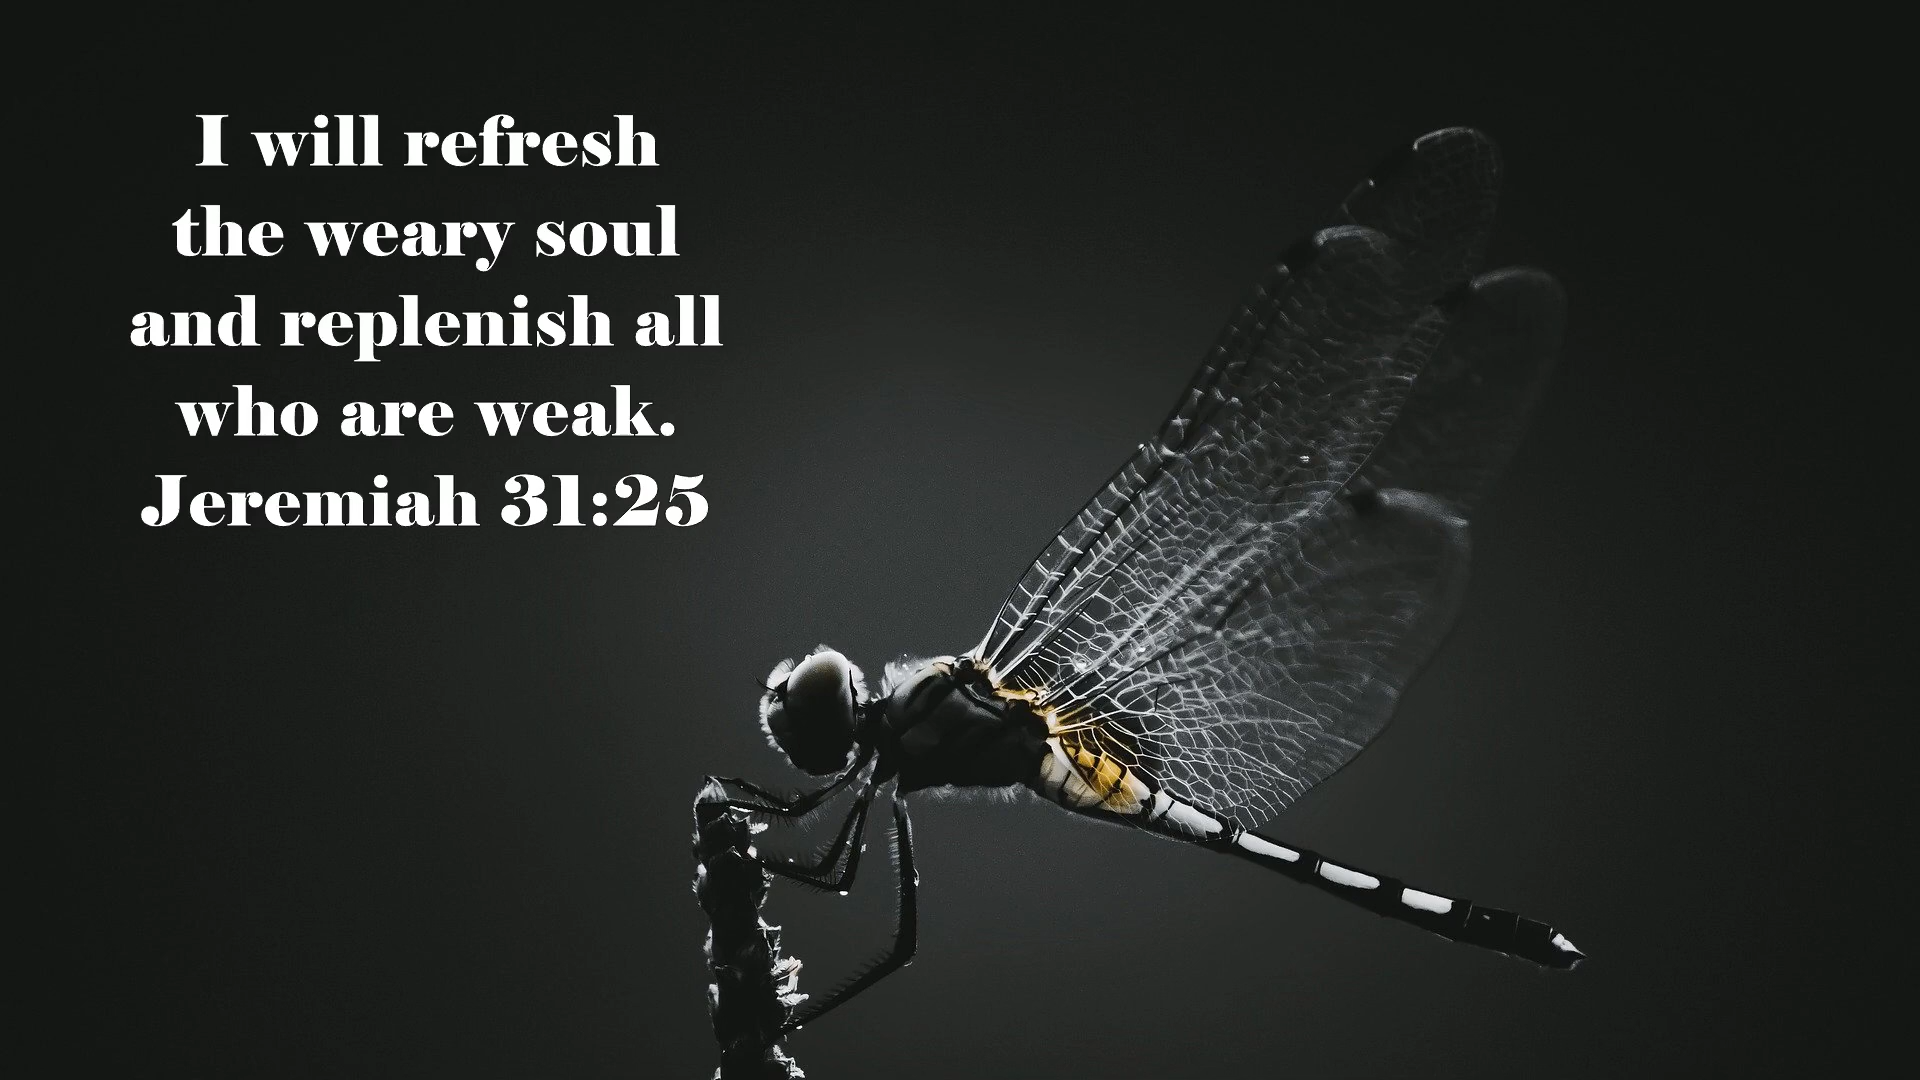 I will refresh
the weary soul
and replenish all
who are weak.
Jeremiah 31:25